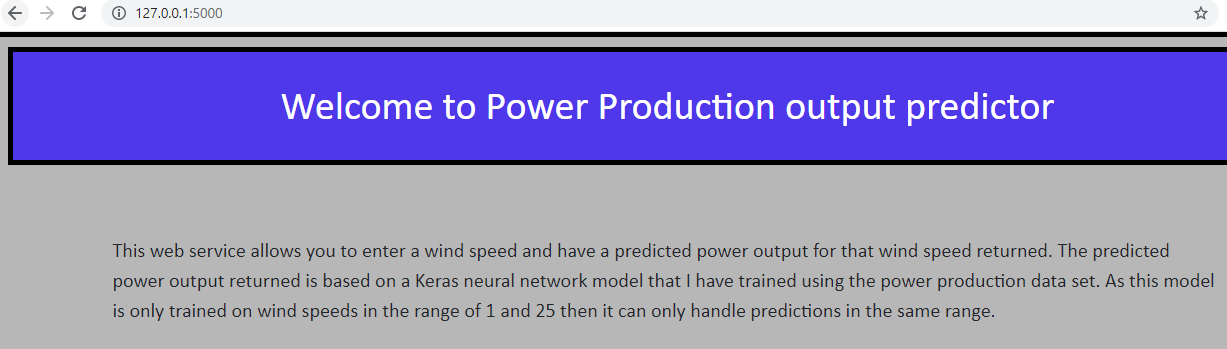 127.0.0.1:5000
Welcome to Power Production output predictor
This web service allows you to enter a wind speed and have a predicted power output for that wind speed returned. The predicted
power output returned is based on a Keras neural network model that I have trained using the power production data set. As this model
is only trained on wind speeds in the range of 1 and 25 then it can only handle predictions in the same range.